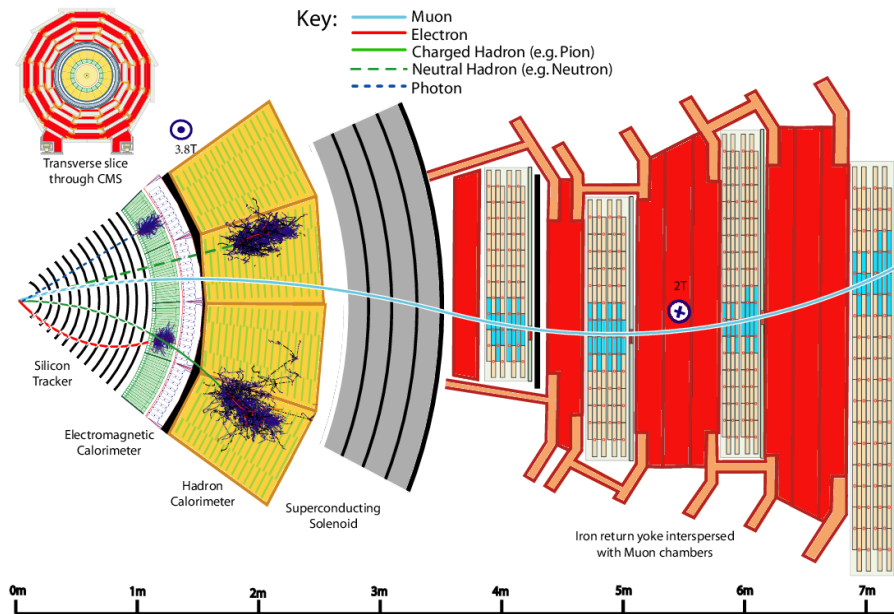 Key:
Muon
Electron
Charged Hadron (e.g. Pion)
Neutral Hadron (e.g. Neutron)
Photon
3.8T
Transverse slice
through CMS
2T
Silicon
Tracker
Electromagnetic
Calorimeter
Hadron
Calorimeter
Superconducting
Solenoid
Iron return yoke interspersed
with Muon chambers
0m 1m 2m 3m 4m 5m 6m 7m